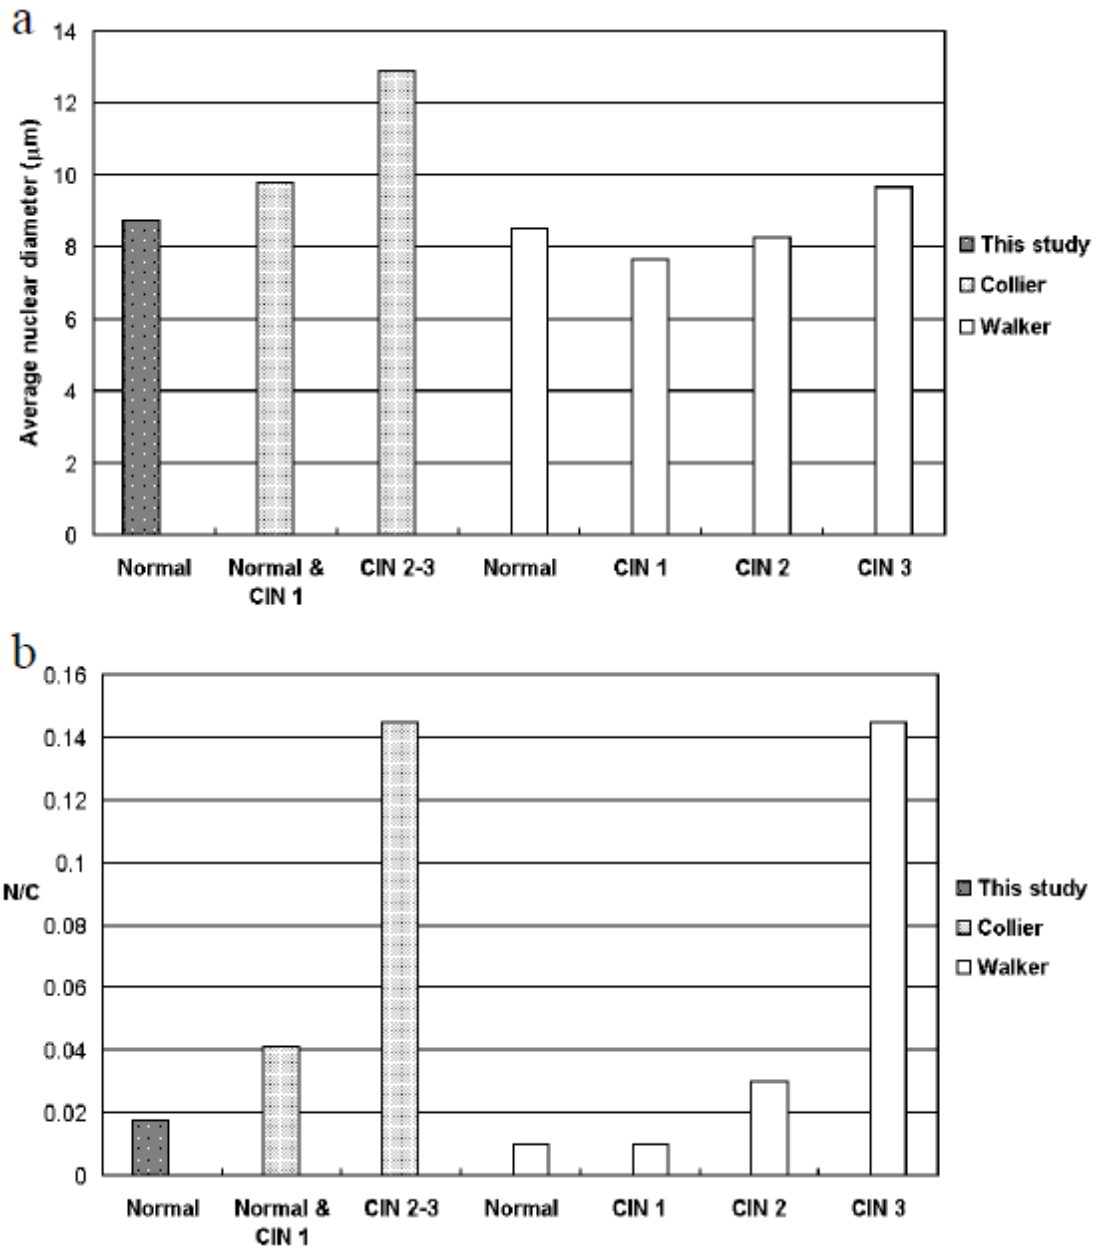 a
14
12
10
8
6
4
2
0
Average nuclear diameter (μm)
Normal
Normal &
CIN 1
CIN 2-3
Normal
CIN 1
CIN 2
CIN 3
This study
Collier
Walker
b
0.16
0.14
0.12
0.1
0.08
0.06
0.04
0.02
0
N/C
Normal
Normal &
CIN 1
CIN 2-3
Normal
CIN 1
CIN 2
CIN 3
This study
Collier
Walker